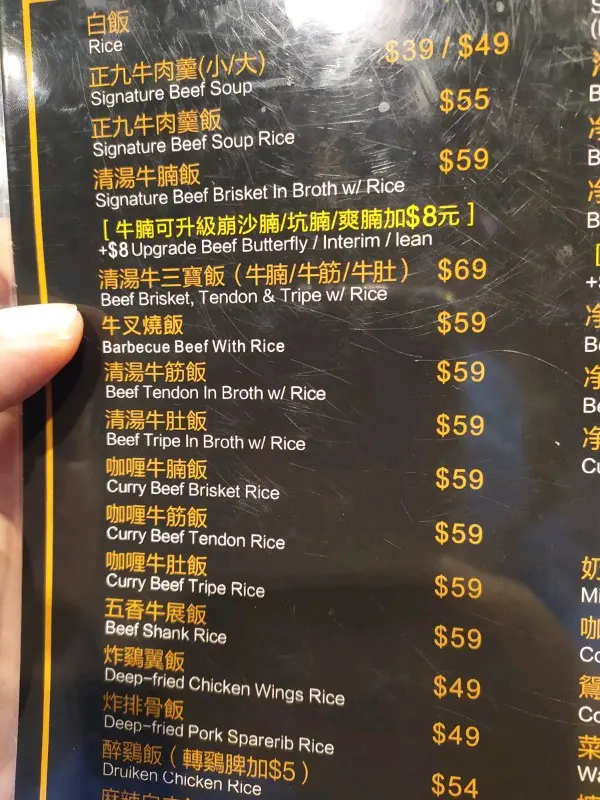 白飯
Rice
正九牛肉羹(小/大) $39 / $49
Signature Beef Soup
正九牛肉羹飯 $55
Signature Beef Soup Rice
清湯牛腩飯 $59
Signature Beef Brisket In Broth w/ Rice
[ 牛腩可升級崩沙腩/坑腩/爽腩加$8元 ]
+$8 Upgrade Beef Butterfly / Interim / lean
清湯牛三寶飯（牛腩/牛筋/牛肚） $69
Beef Brisket, Tendon & Tripe w/ Rice
牛叉燒飯 $59
Barbecue Beef With Rice
清湯牛筋飯 $59
Beef Tendon In Broth w/ Rice
清湯牛肚飯 $59
Beef Tripe In Broth w/ Rice
咖喱牛腩飯 $59
Curry Beef Brisket Rice
咖喱牛筋飯 $59
Curry Beef Tendon Rice
咖喱牛肚飯 $59
Curry Beef Tripe Rice
五香牛展飯 $59
Beef Shank Rice
炸鷄翼飯 $49
Deep-fried Chicken Wings Rice
炸排骨飯 $49
Deep-fried Pork Sparerib Rice
醉鷄飯（轉鷄脾加$5） $54
Druiken Chicken Rice